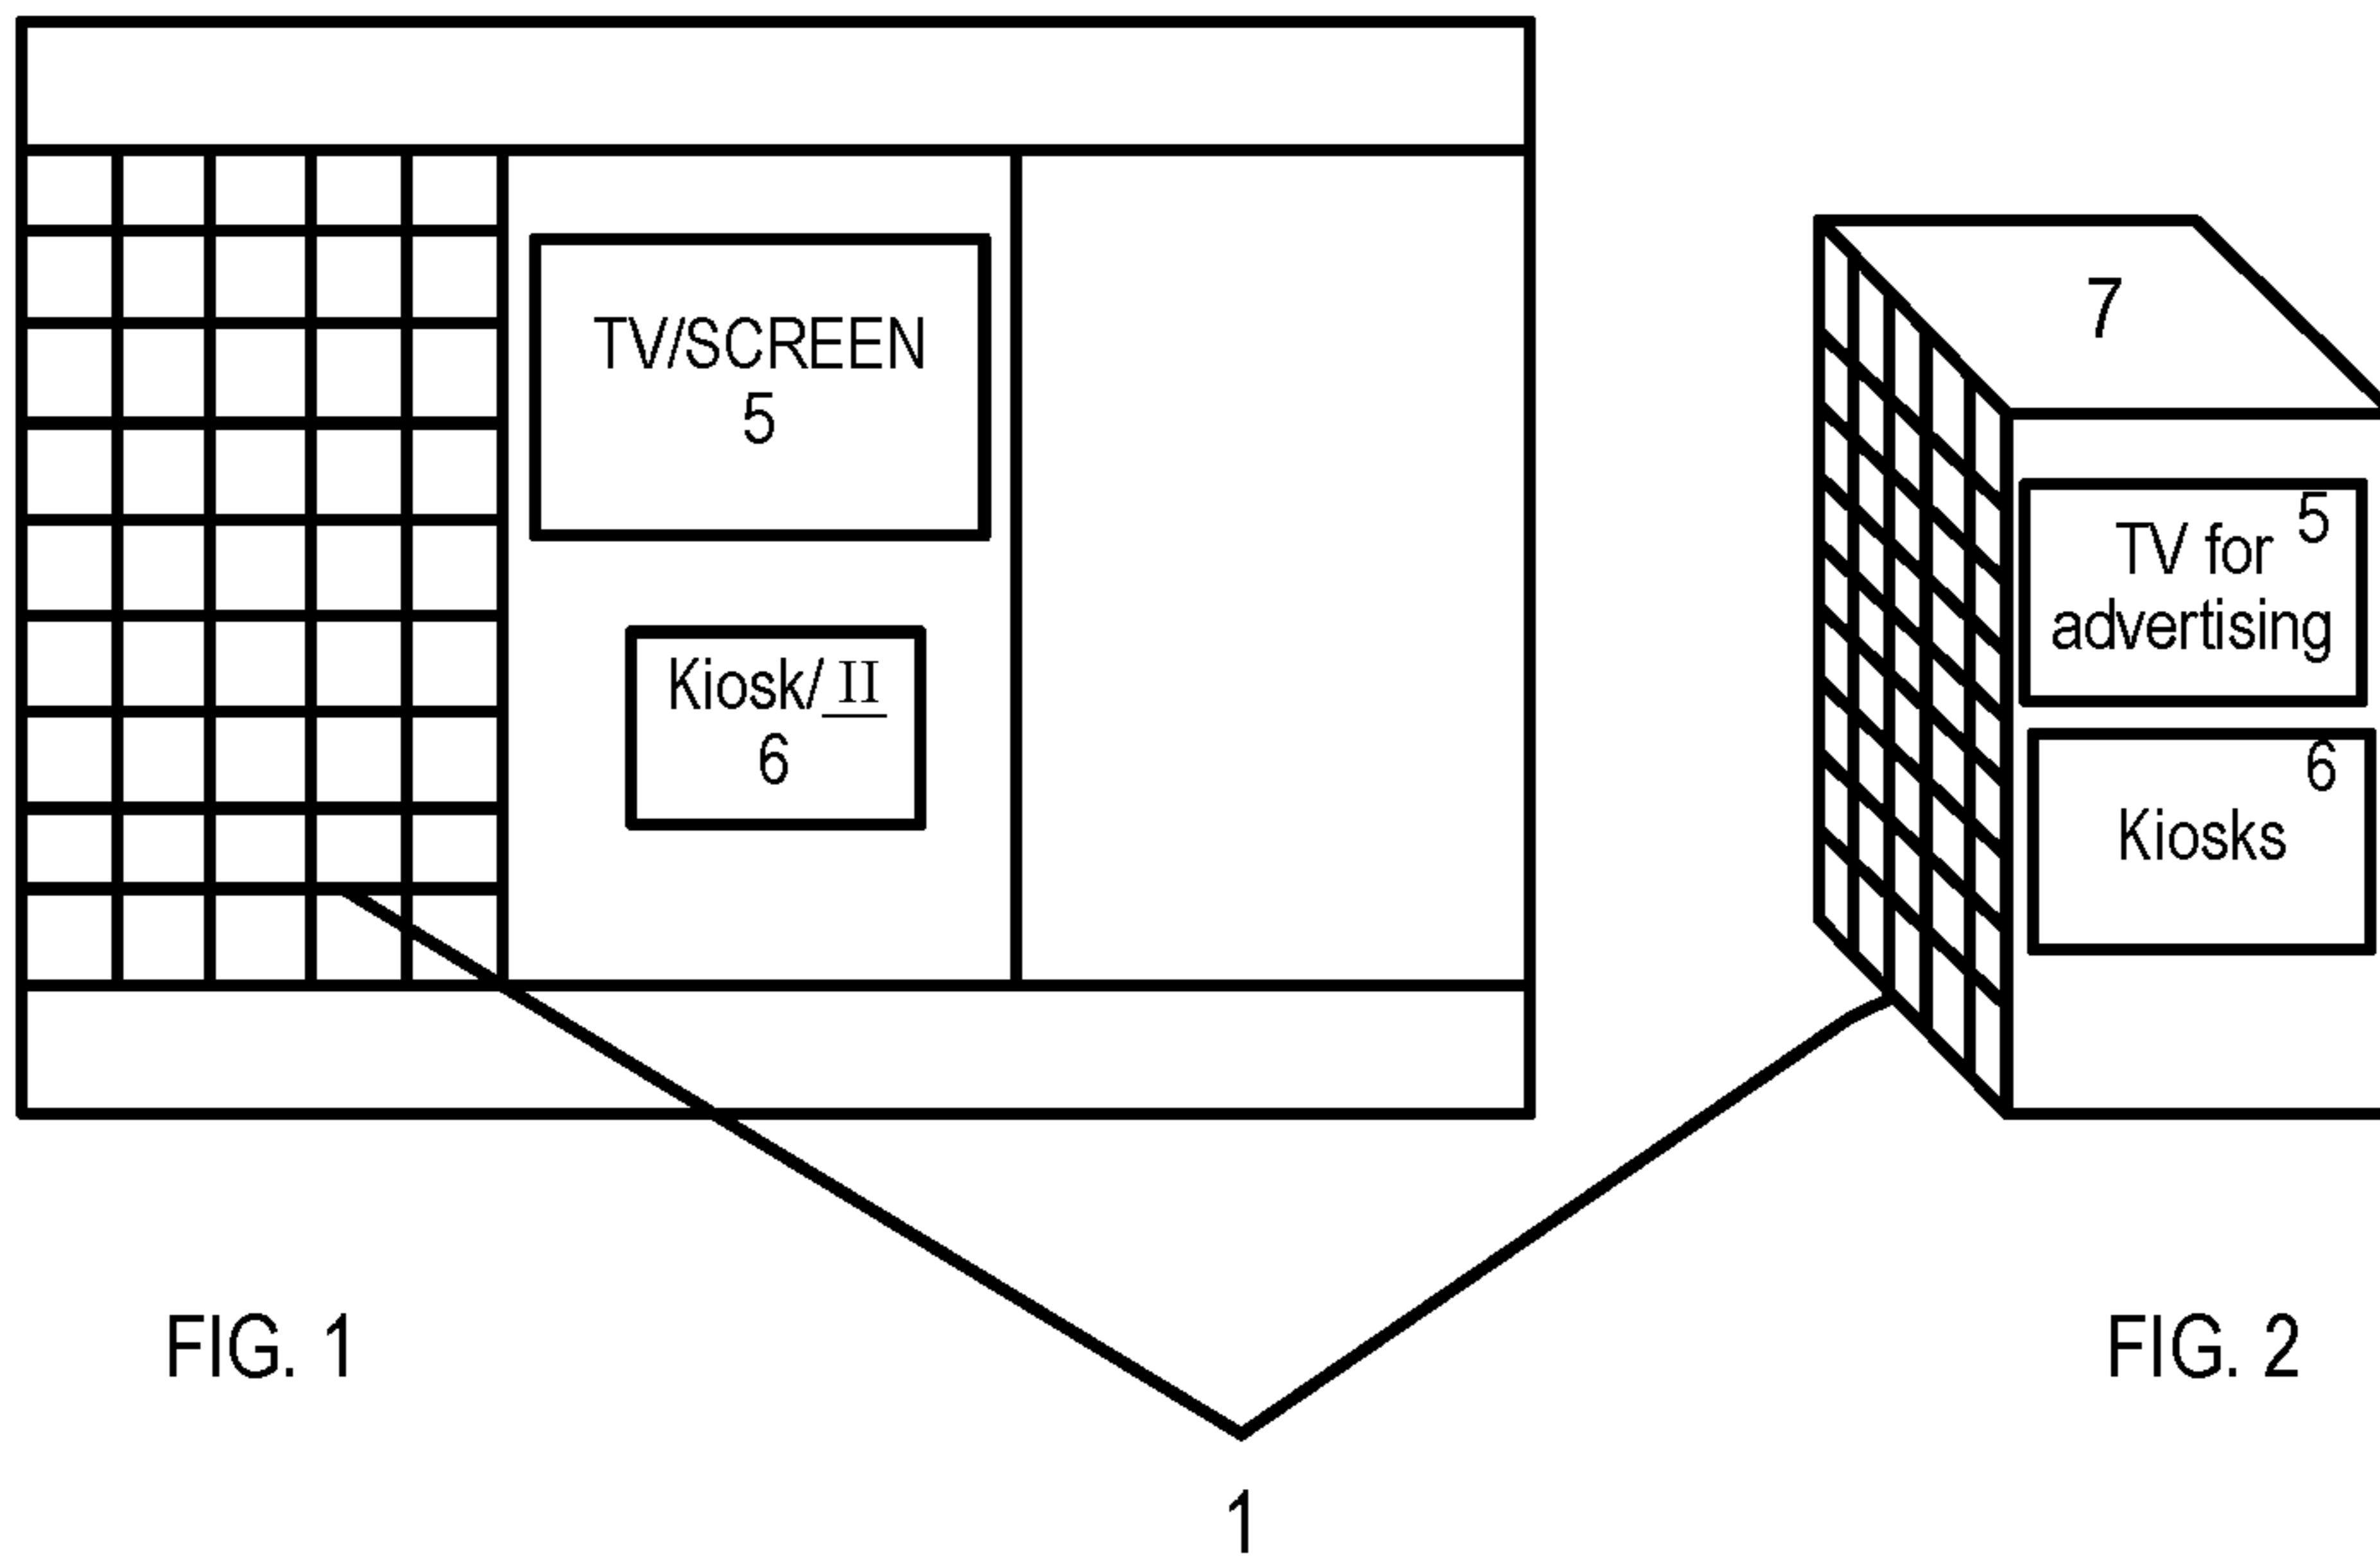 TV/SCREEN
5
Kiosk/ II
6
7
5
TV for
advertising
6
Kiosks
FIG. 1
FIG. 2
1